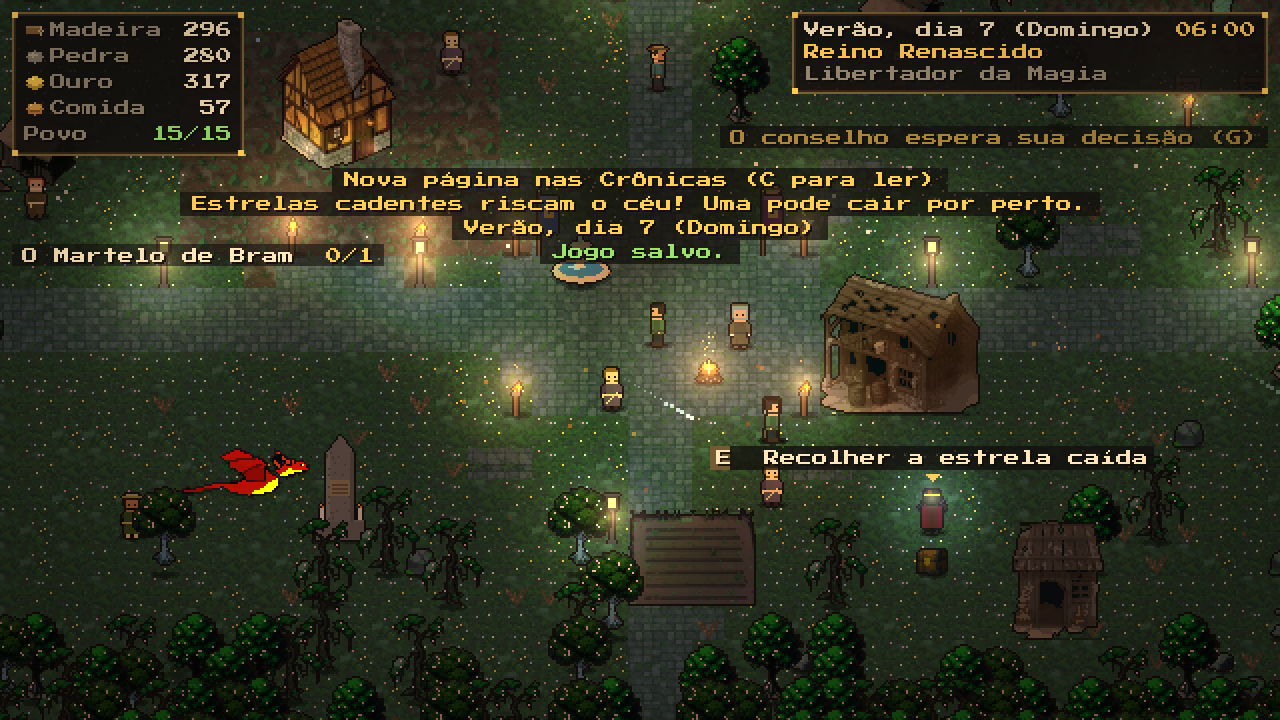 Madeira 296
Pedra 280
Ouro 317
Comida 57
Povo 15/15
Verão, dia 7 (Domingo) 06:00
Reino Renascido
Libertador da Magia
O conselho espera sua decisão (G)
Nova página nas Crônicas (C para ler)
Estrelas cadentes riscam o céu! Uma pode cair por perto.
Verão, dia 7 (Domingo)
Jogo salvo.
O Martelo de Bram 0/1
E Recolher a estrela caída